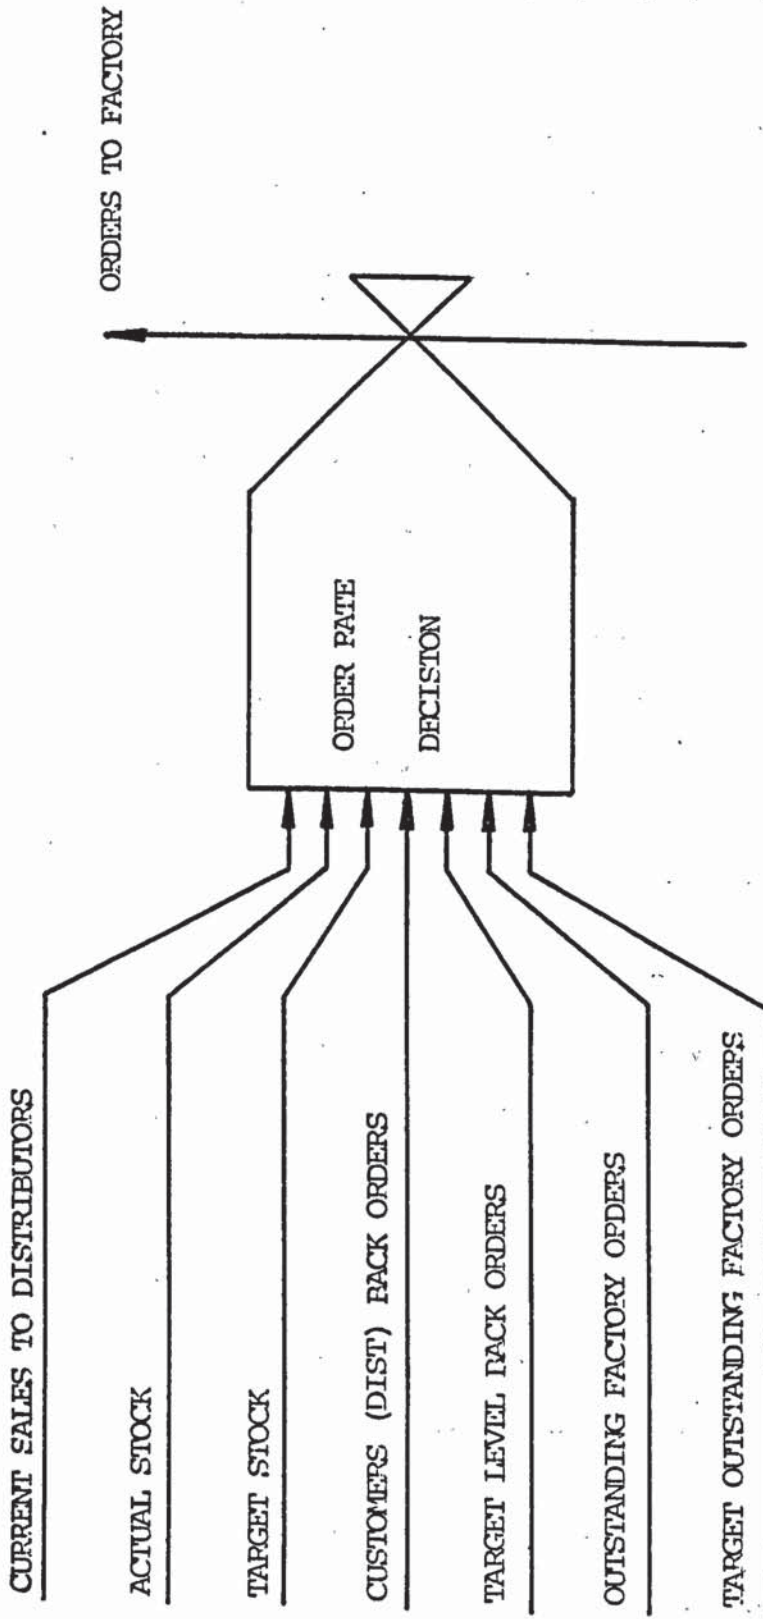 CURRENT SALES TO DISTRIBUTORS
ACTUAL STOCK
TARGET STOCK
CUSTOMERS (DIST) BACK ORDERS
TARGET LEVEL BACK ORDERS
OUTSTANDING FACTORY ORDERS
TARGET OUTSTANDING FACTORY ORDERS
ORDER RATE
DECISION
ORDERS TO FACTORY